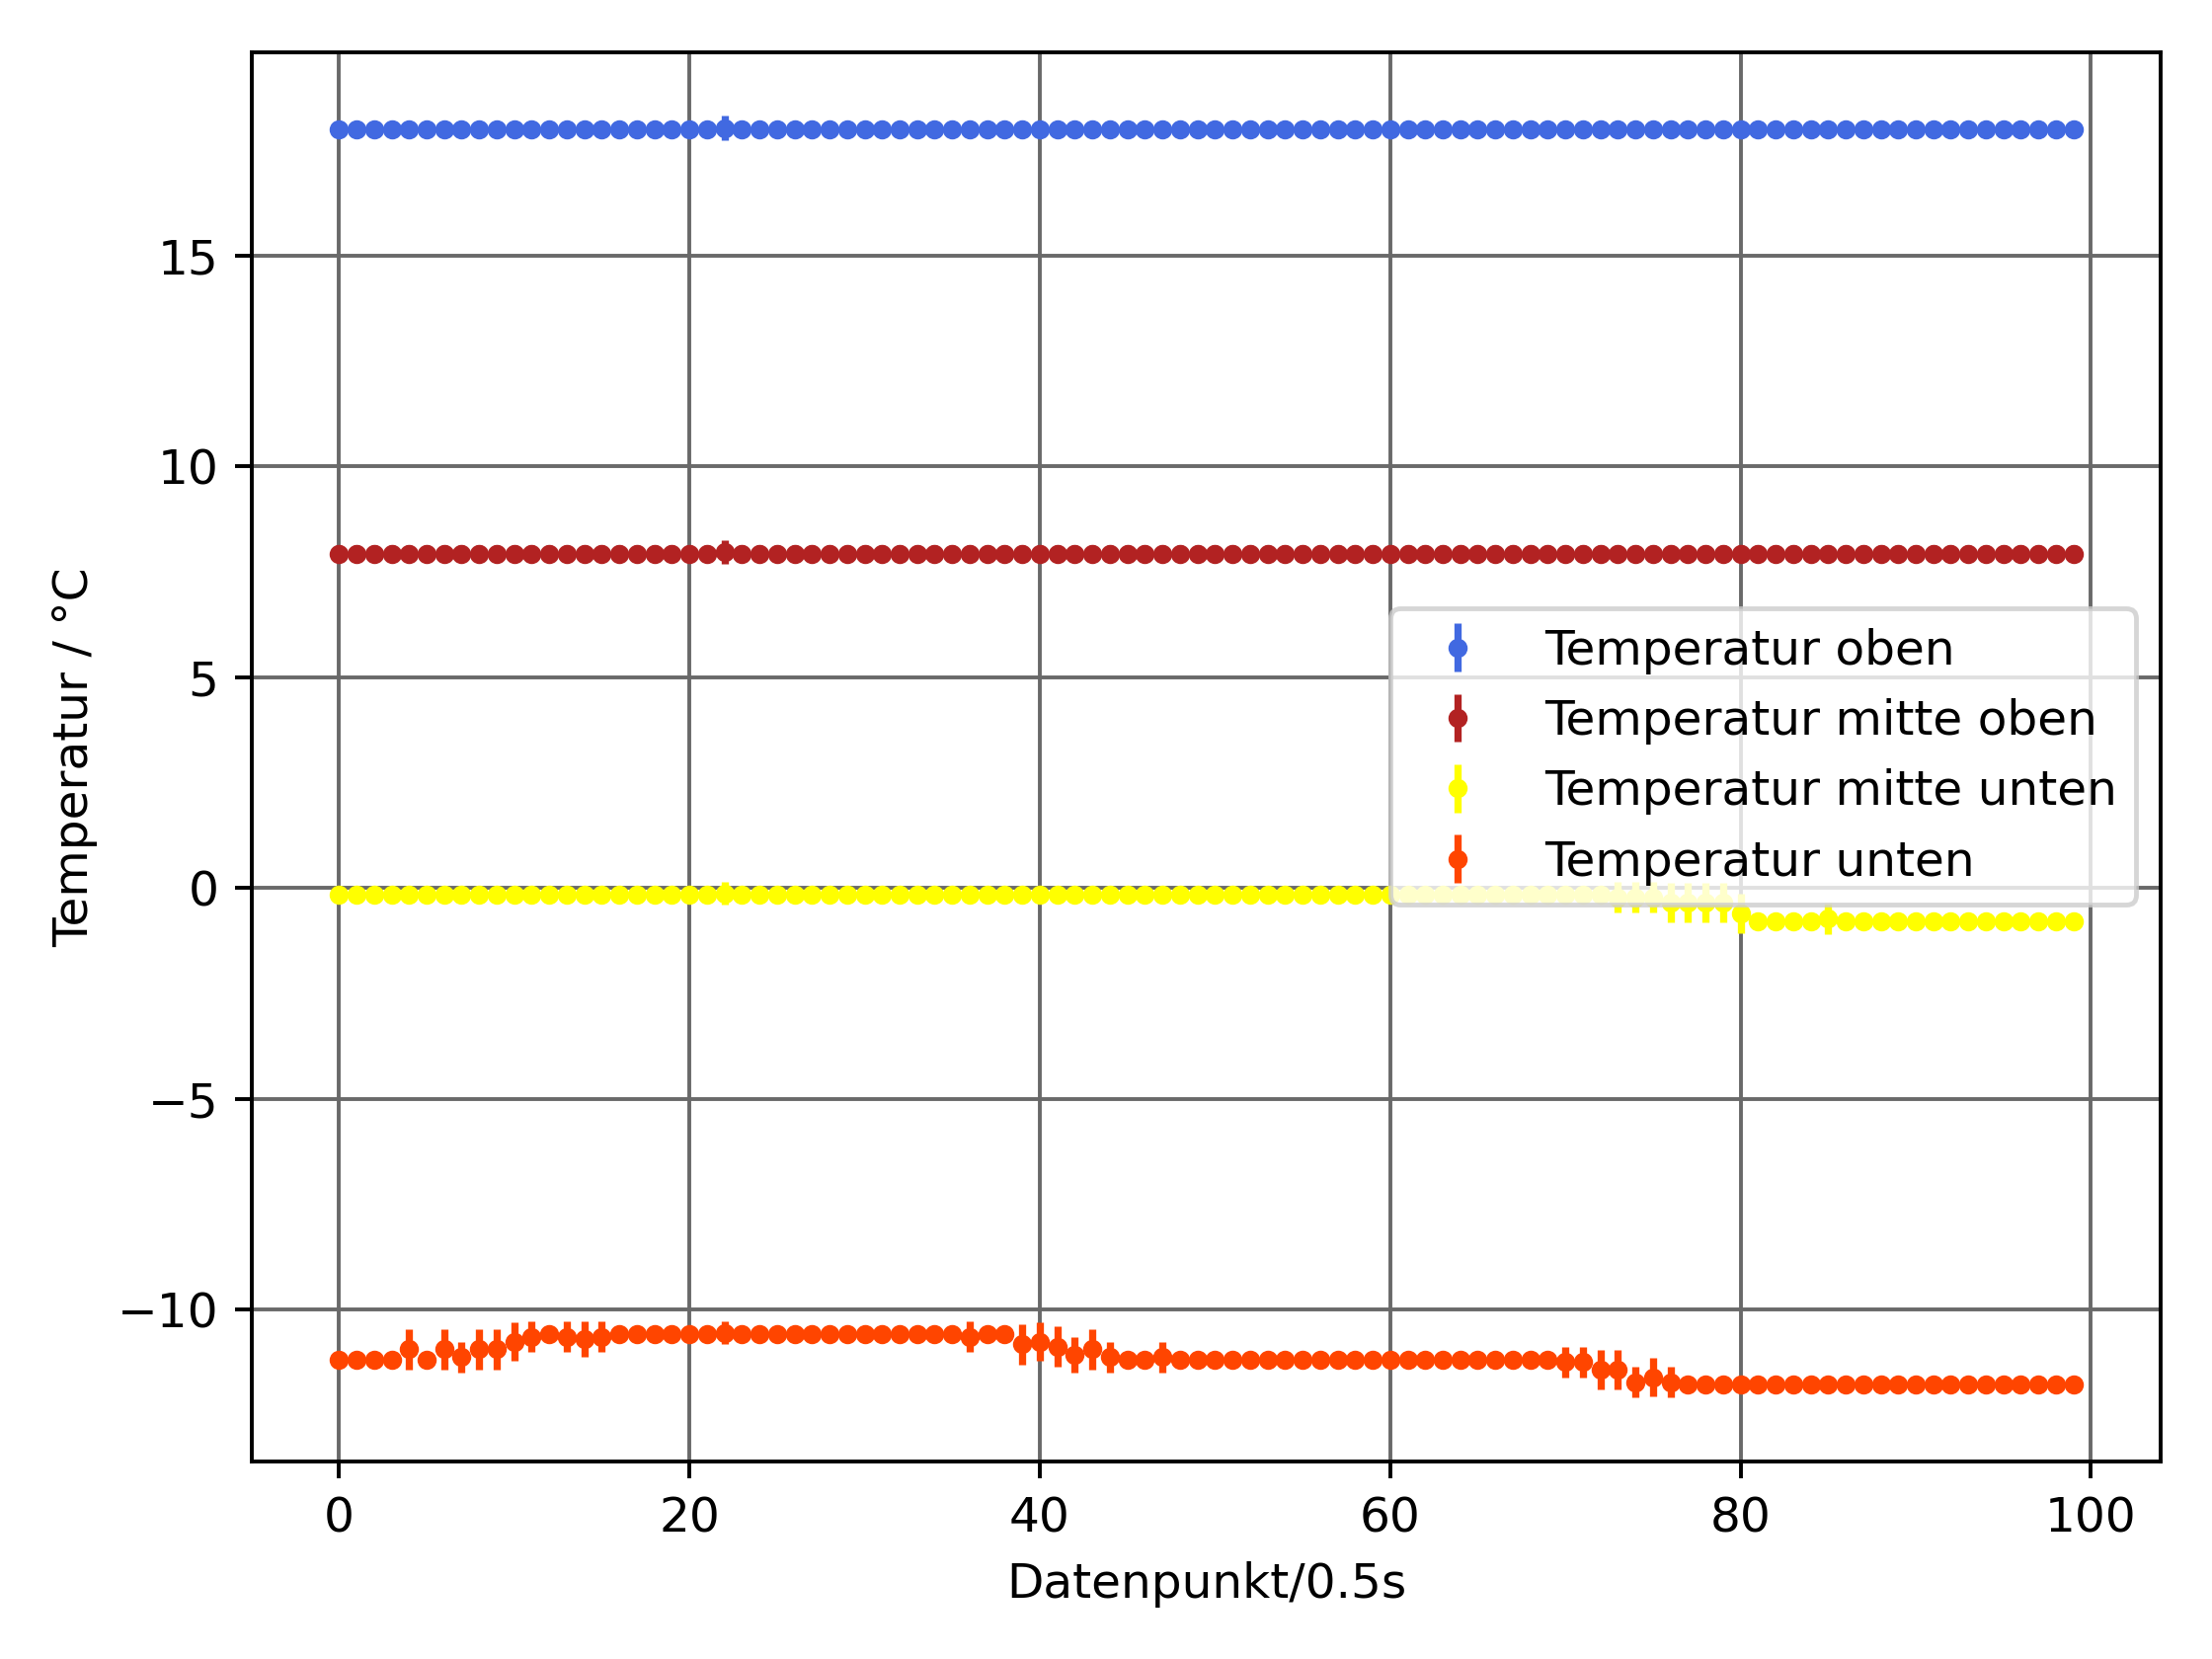 Temperatur / °C
15
10
5
0
−5
−10
Temperatur oben
Temperatur mitte oben
Temperatur mitte unten
Temperatur unten
0 20 40 60 80 100
Datenpunkt/0.5s